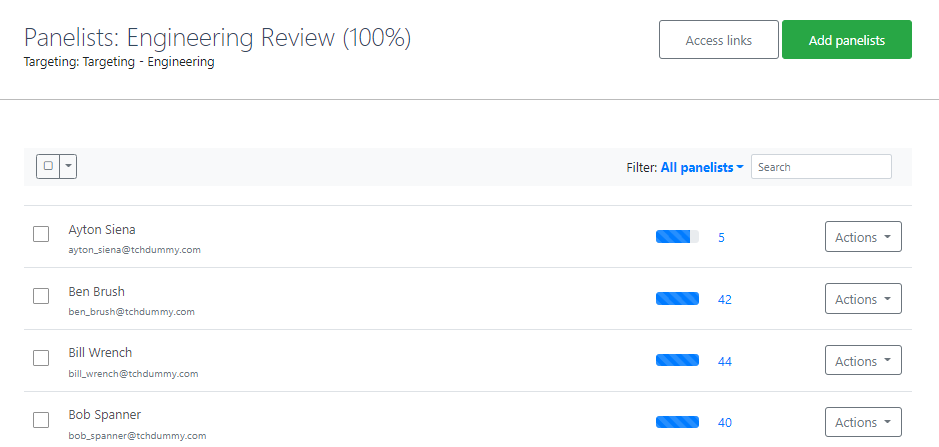 Panelists: Engineering Review (100%)
Targeting: Targeting - Engineering
Access links
Add panelists
Filter: All panelists
Search
Ayton Siena
ayton_siena@tchdummy.com
5
Actions
Ben Brush
ben_brush@tchdummy.com
42
Actions
Bill Wrench
bill_wrench@tchdummy.com
44
Actions
Bob Spanner
bob_spanner@tchdummy.com
40
Actions